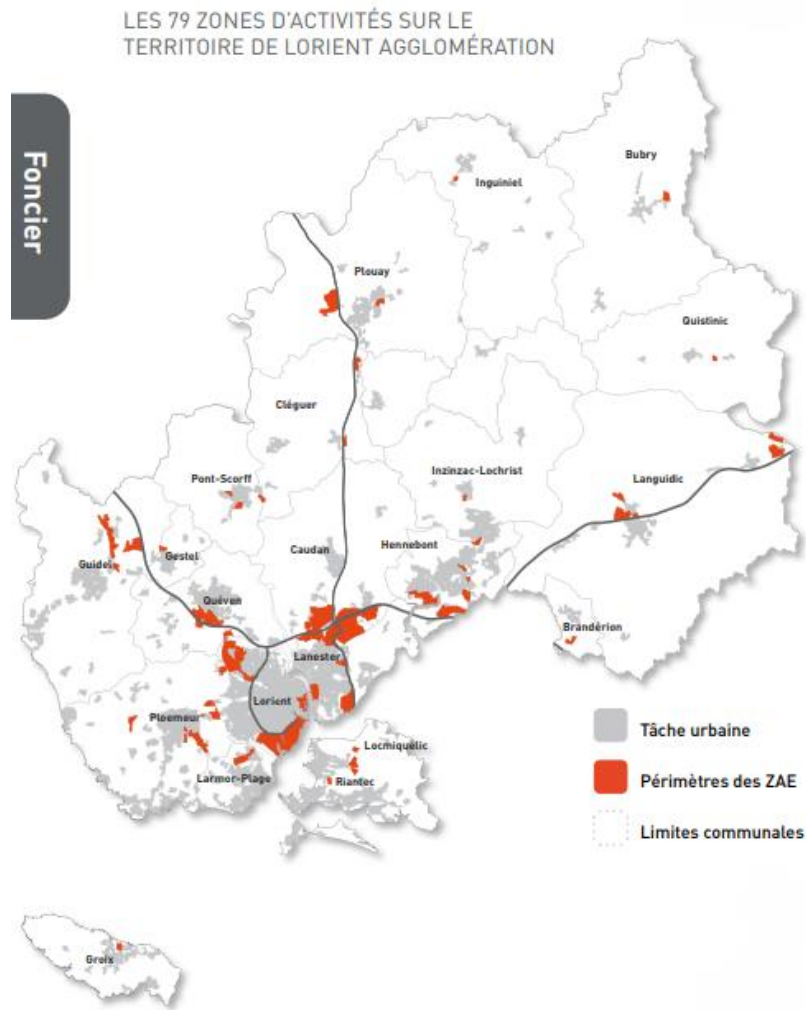 LES 79 ZONES D'ACTIVITÉS SUR LE
TERRITOIRE DE LORIENT AGGLOMÉRATION
Foncier
Bubry
Inguiniel
Plouay
Quistinic
Cléguer
Inzinzac-Lochrist
Languidic
Pont-Scorff
Caudan
Hennebont
Gestel
Guidel
Quéven
Brandérion
Lanester
Lorient
Ploemeur
Locmiquélic
Larmor-Plage
Riantec
Tâche urbaine
Périmètres des ZAE
Limites communales
Groix